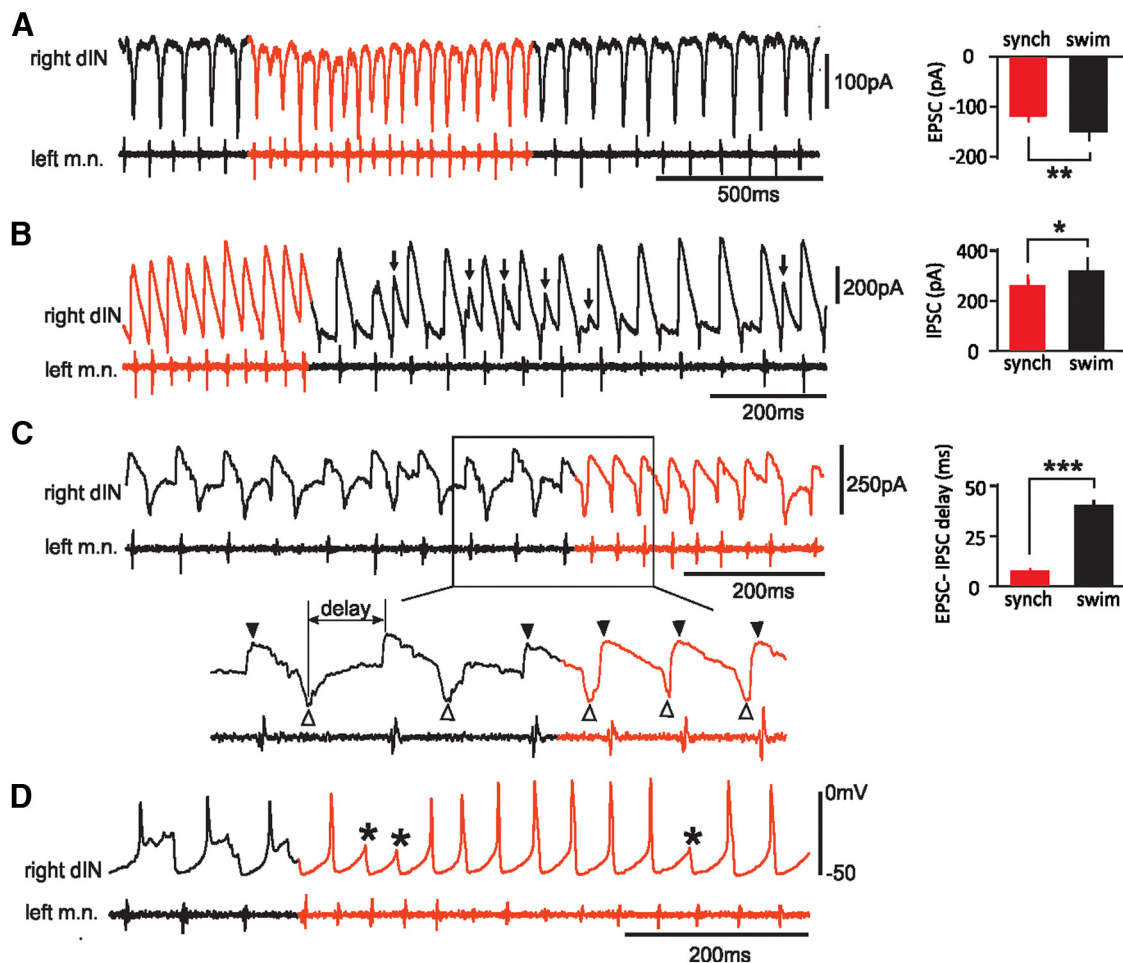 A
right dIN
100pA
left m.n.
500ms
synch swim
0
-100
-200
EPSC (pA)
**
B
right dIN
200pA
left m.n.
200ms
*
400
200
0
IPSC (pA)
synch swim
C
right dIN
250pA
left m.n.
200ms
delay
***
50
25
0
EPSC- IPSC delay (ms)
synch swim
D
right dIN
* * *
0mV
-50
left m.n.
200ms